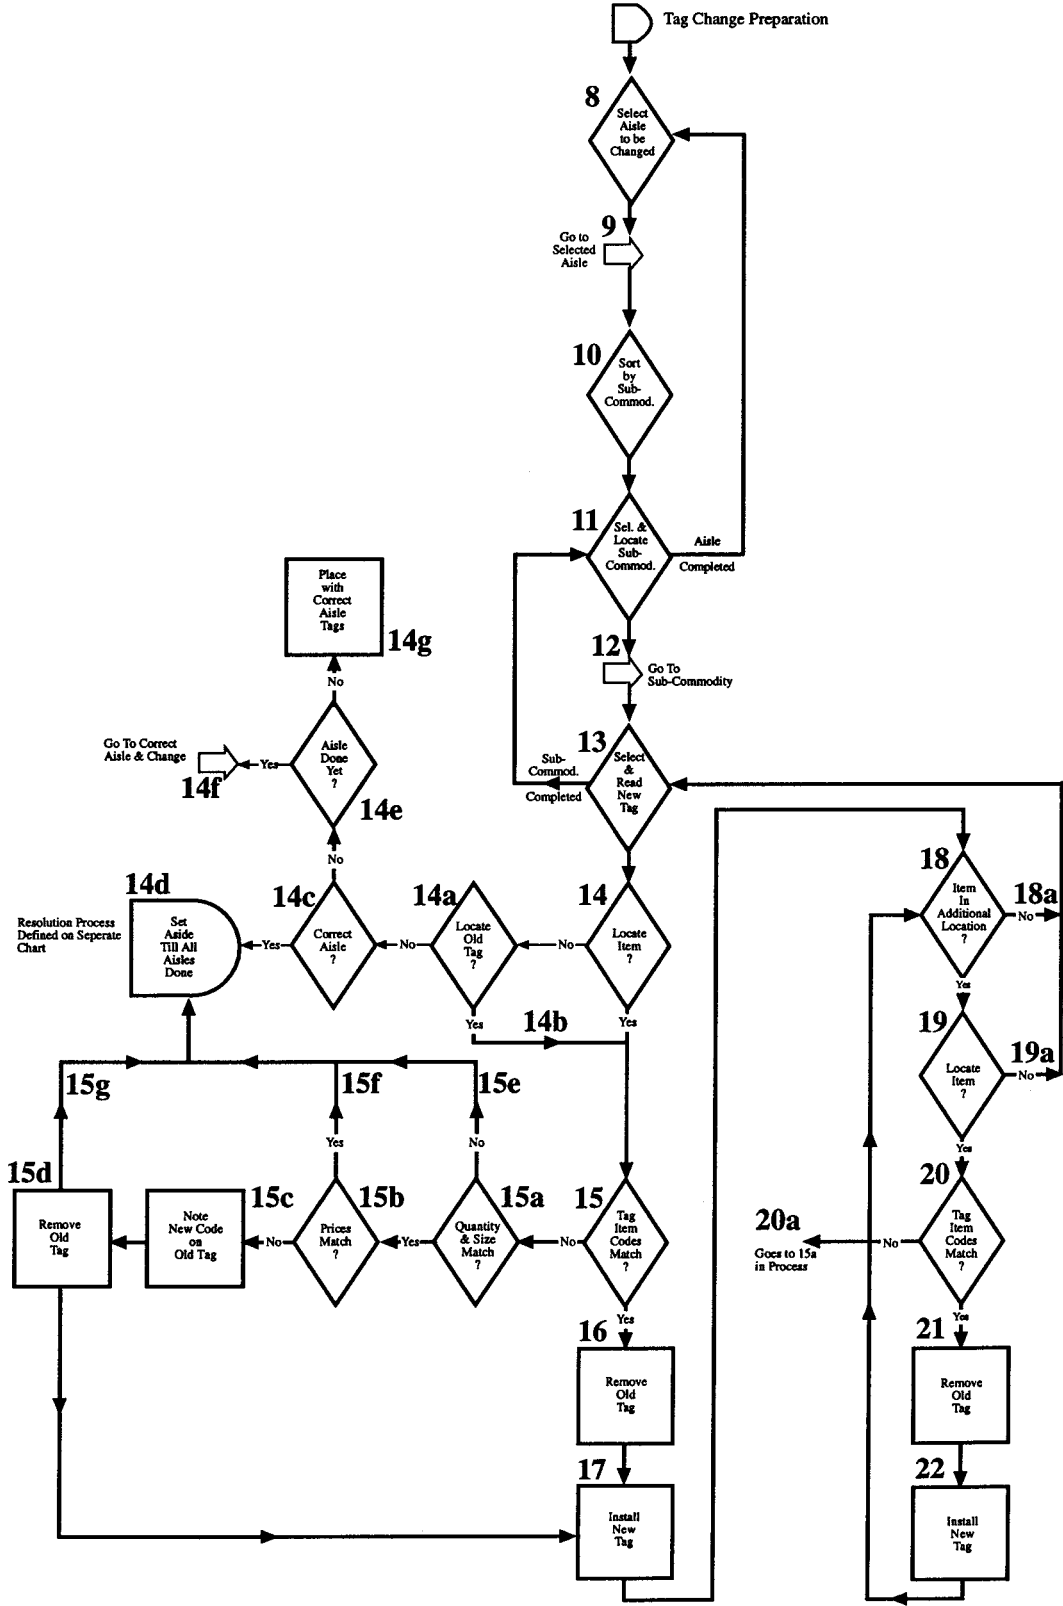 Tag Change Preparation
8
Select
Aisle
to be
Changed
9
Go to
Selected
Aisle
10
Sort
by
Sub-
Commod.
11
Sel. &
Locate
Sub-
Commod.
Aisle
Completed
12
Go To
Sub-Commodity
13
Select
&
Read
New
Tag
Sub-
Commod.
Completed
Place
with
Correct
Aisle
Tags
14g
No
Aisle
Done
Yet
?
14e
Yes
Go To Correct
Aisle & Change
14f
No
14c
Correct
Aisle
?
Yes
14d
Set
Aside
Till All
Aisles
Done
Resolution Process
Defined on Seperate
Chart
14a
Locate
Old
Tag
?
No
Yes
14b
14
Locate
Item
?
No
Yes
18
Item
In
Additional
Location
?
18a
No
Yes
19
Locate
Item
?
19a
No
Yes
15g
15f
15e
15d
Remove
Old
Tag
15c
Note
New Code
on
Old Tag
No
15b
Prices
Match
?
Yes
Yes
15a
Quantity
& Size
Match
?
No
No
15
Tag
Item
Codes
Match
?
Yes
20
Tag
Item
Codes
Match
?
No
Yes
20a
Goes to 15a
in Process
16
Remove
Old
Tag
17
Install
New
Tag
21
Remove
Old
Tag
22
Install
New
Tag